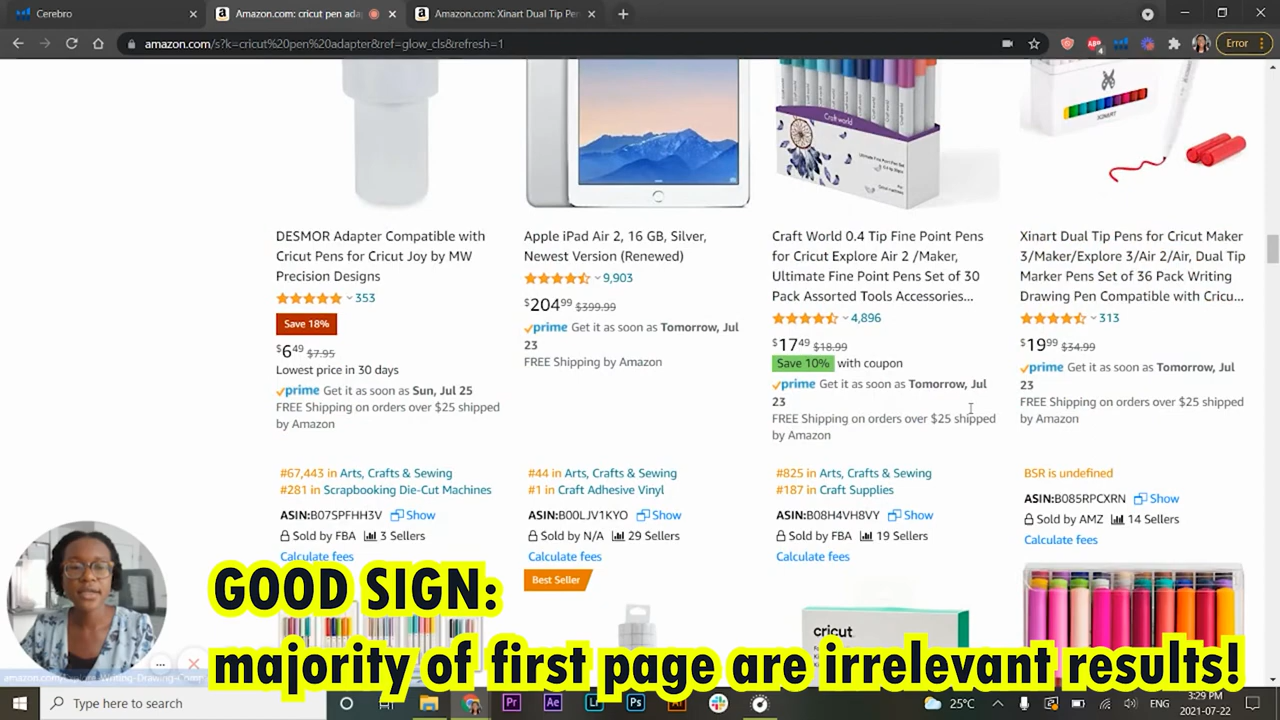 Cerebro
Amazon.com: cricut pen ada
Amazon.com: Xinart Dual Tip Pe
amazon.com/s?k=cricut%20pen%20adapter&ref=glow_cls&refresh=1
4
Error
Craft world
XINART
DESMOR Adapter Compatible with
Cricut Pens for Cricut Joy by MW
Precision Designs
353
Save 18%
$6 49 $7.95
Lowest price in 30 days
prime Get it as soon as Sun, Jul 25
FREE Shipping on orders over $25 shipped
by Amazon
#67,443 in Arts, Crafts & Sewing
#281 in Scrapbooking Die-Cut Machines
ASIN:B07SPFHH3V Show
Sold by FBA 3 Sellers
Calculate fees
Apple iPad Air 2, 16 GB, Silver,
Newest Version (Renewed)
9,903
$204 99 $399.99
prime Get it as soon as Tomorrow, Jul
23
FREE Shipping by Amazon
#44 in Arts, Crafts & Sewing
#1 in Craft Adhesive Vinyl
ASIN:B00LJV1KYO Show
Sold by N/A 29 Sellers
Calculate fees
Best Seller
Craft World 0.4 Tip Fine Point Pens
for Cricut Explore Air 2 /Maker,
Ultimate Fine Point Pens Set of 30
Pack Assorted Tools Accessories...
4,896
$17 49 $18.99
Save 10% with coupon
prime Get it as soon as Tomorrow, Jul
23
FREE Shipping on orders over $25 shipped
by Amazon
#825 in Arts, Crafts & Sewing
#187 in Craft Supplies
ASIN:B08H4VH8VY Show
Sold by FBA 19 Sellers
Calculate fees
cricut
Xinart Dual Tip Pens for Cricut Maker
3/Maker/Explore 3/Air 2/Air, Dual Tip
Marker Pens Set of 36 Pack Writing
Drawing Pen Compatible with Cricu...
313
$19 99 $34.99
prime Get it as soon as Tomorrow, Jul
23
FREE Shipping on orders over $25 shipped
by Amazon
BSR is undefined
ASIN:B085RPCXRN Show
Sold by AMZ 14 Sellers
Calculate fees
GOOD SIGN:
majority of first page are irrelevant results!
Type here to search
Pr
Ae
Ps
25°C
ENG
3:29 PM
2021-07-22